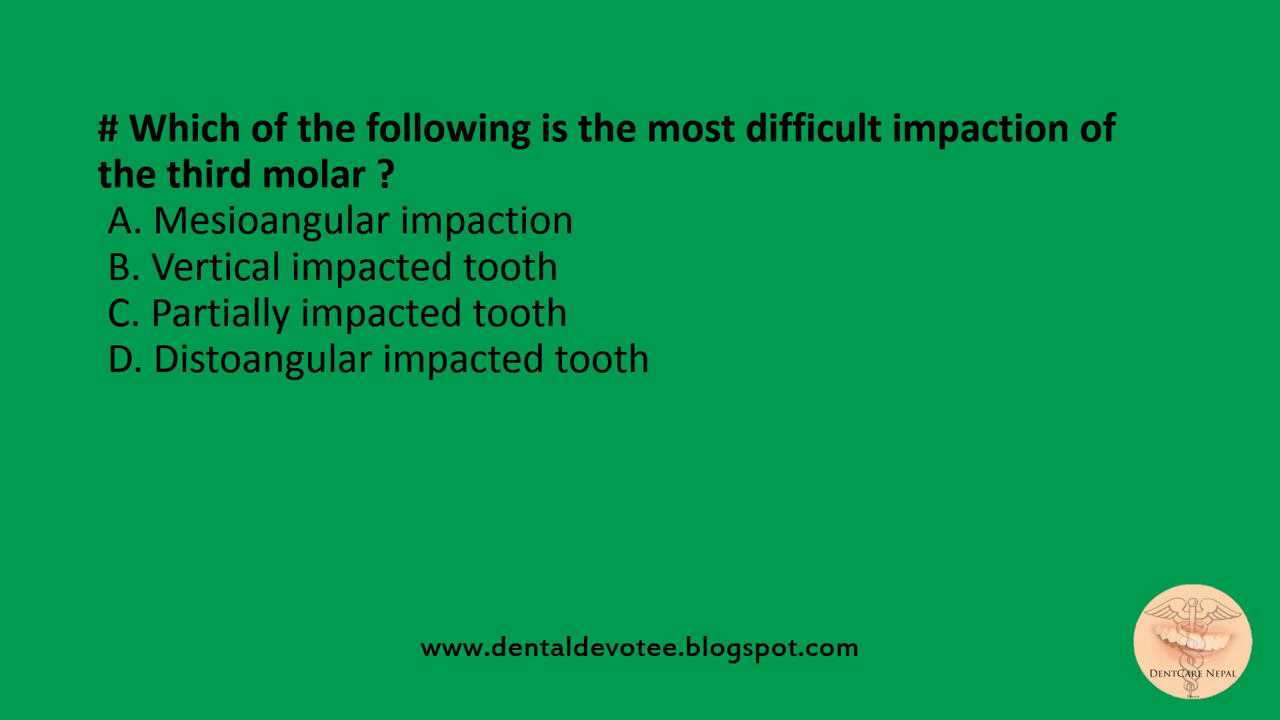 # Which of the following is the most difficult impaction of
the third molar ?
A. Mesioangular impaction
B. Vertical impacted tooth
C. Partially impacted tooth
D. Distoangular impacted tooth
www.dentaldevotee.blogspot.com
DENTCARE NEPAL